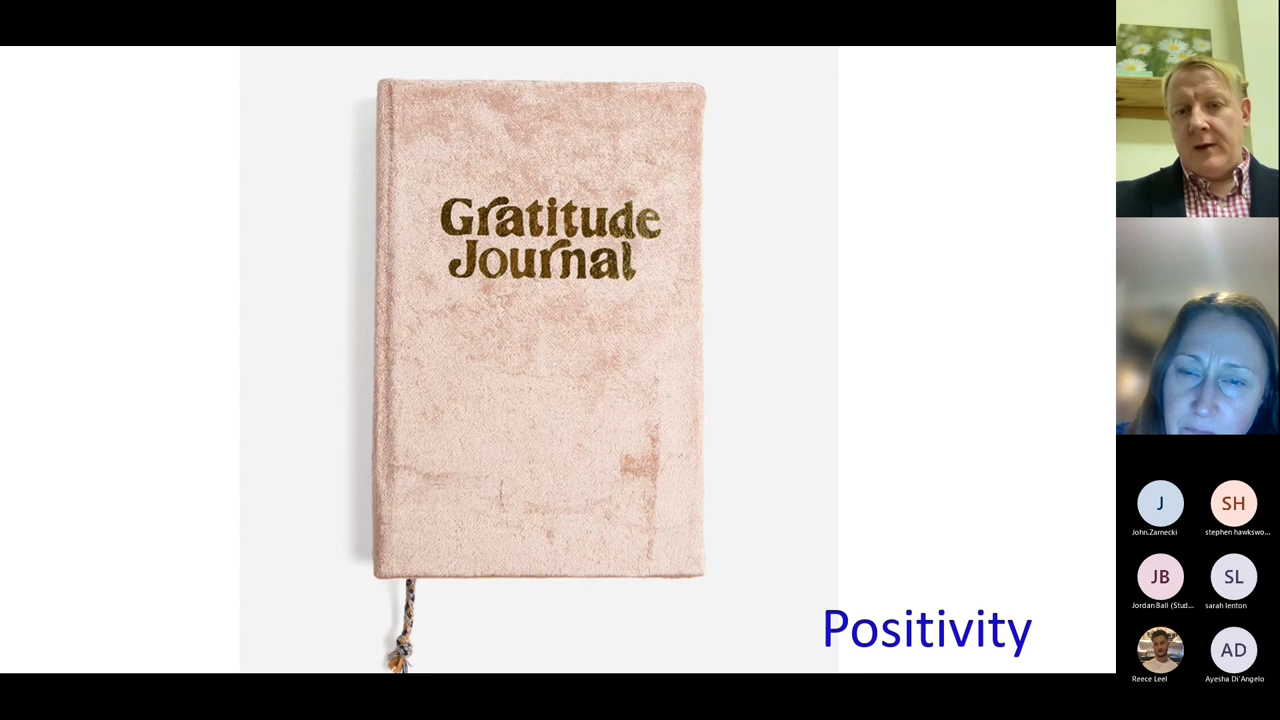 Gratitude
Journal
Positivity
J
SH
John.Zarnecki
stephen hawkswo...
JB
SL
Jordan Ball (Stud...
sarah lenton
AD
Reece Leel
Ayesha Di'Angelo